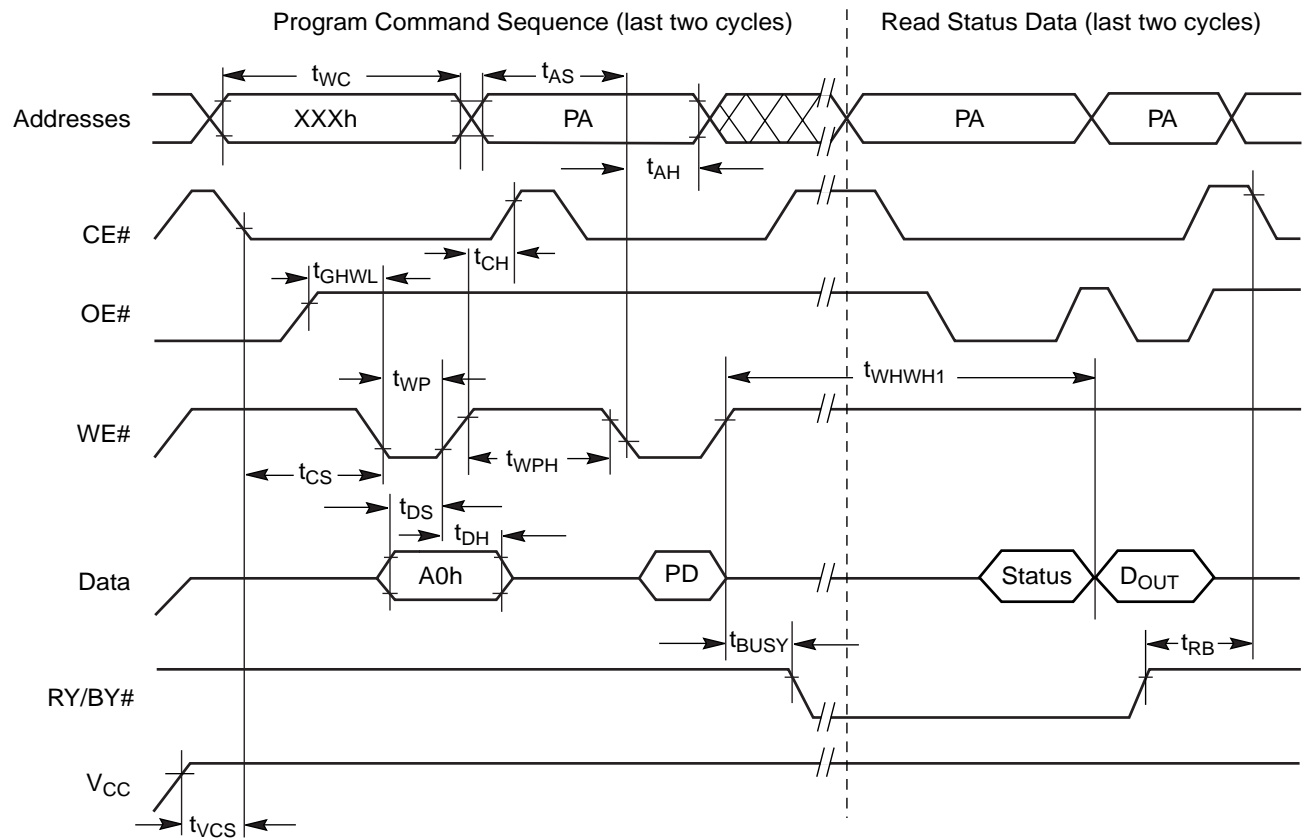 Program Command Sequence (last two cycles) Read Status Data (last two cycles)
tWC tAS
Addresses XXXh PA PA PA
tAH
CE#
tCH
tGHWL
OE#
tWP tWHWH1
WE#
tCS tWPH
tDS
tDH
Data A0h PD Status DOUT
tBUSY tRB
RY/BY#
VCC
tVCS